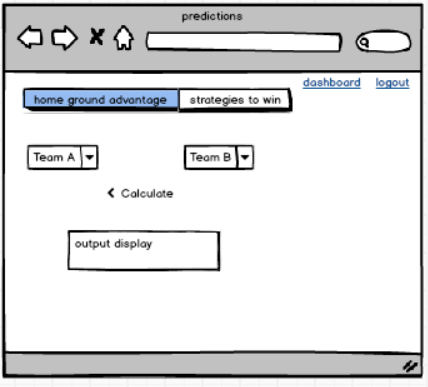 predictions
dashboard logout
home ground advantage strategies to win
Team A Team B
Calculate
output display